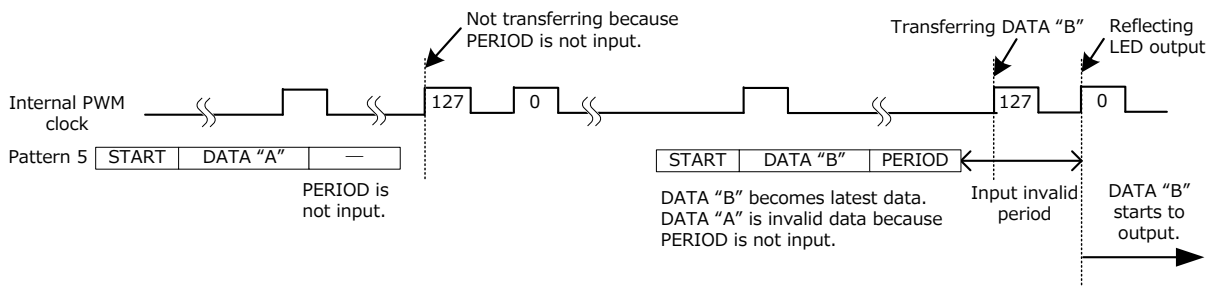 Not transferring because
PERIOD is not input.
Transferring DATA “B”
Reflecting
LED output
Internal PWM
clock
127
0
127
0
Pattern 5
START
DATA “A”
—
START
DATA “B”
PERIOD
PERIOD is
not input.
DATA “B” becomes latest data.
DATA “A” is invalid data because
PERIOD is not input.
Input invalid
period
DATA “B”
starts to
output.